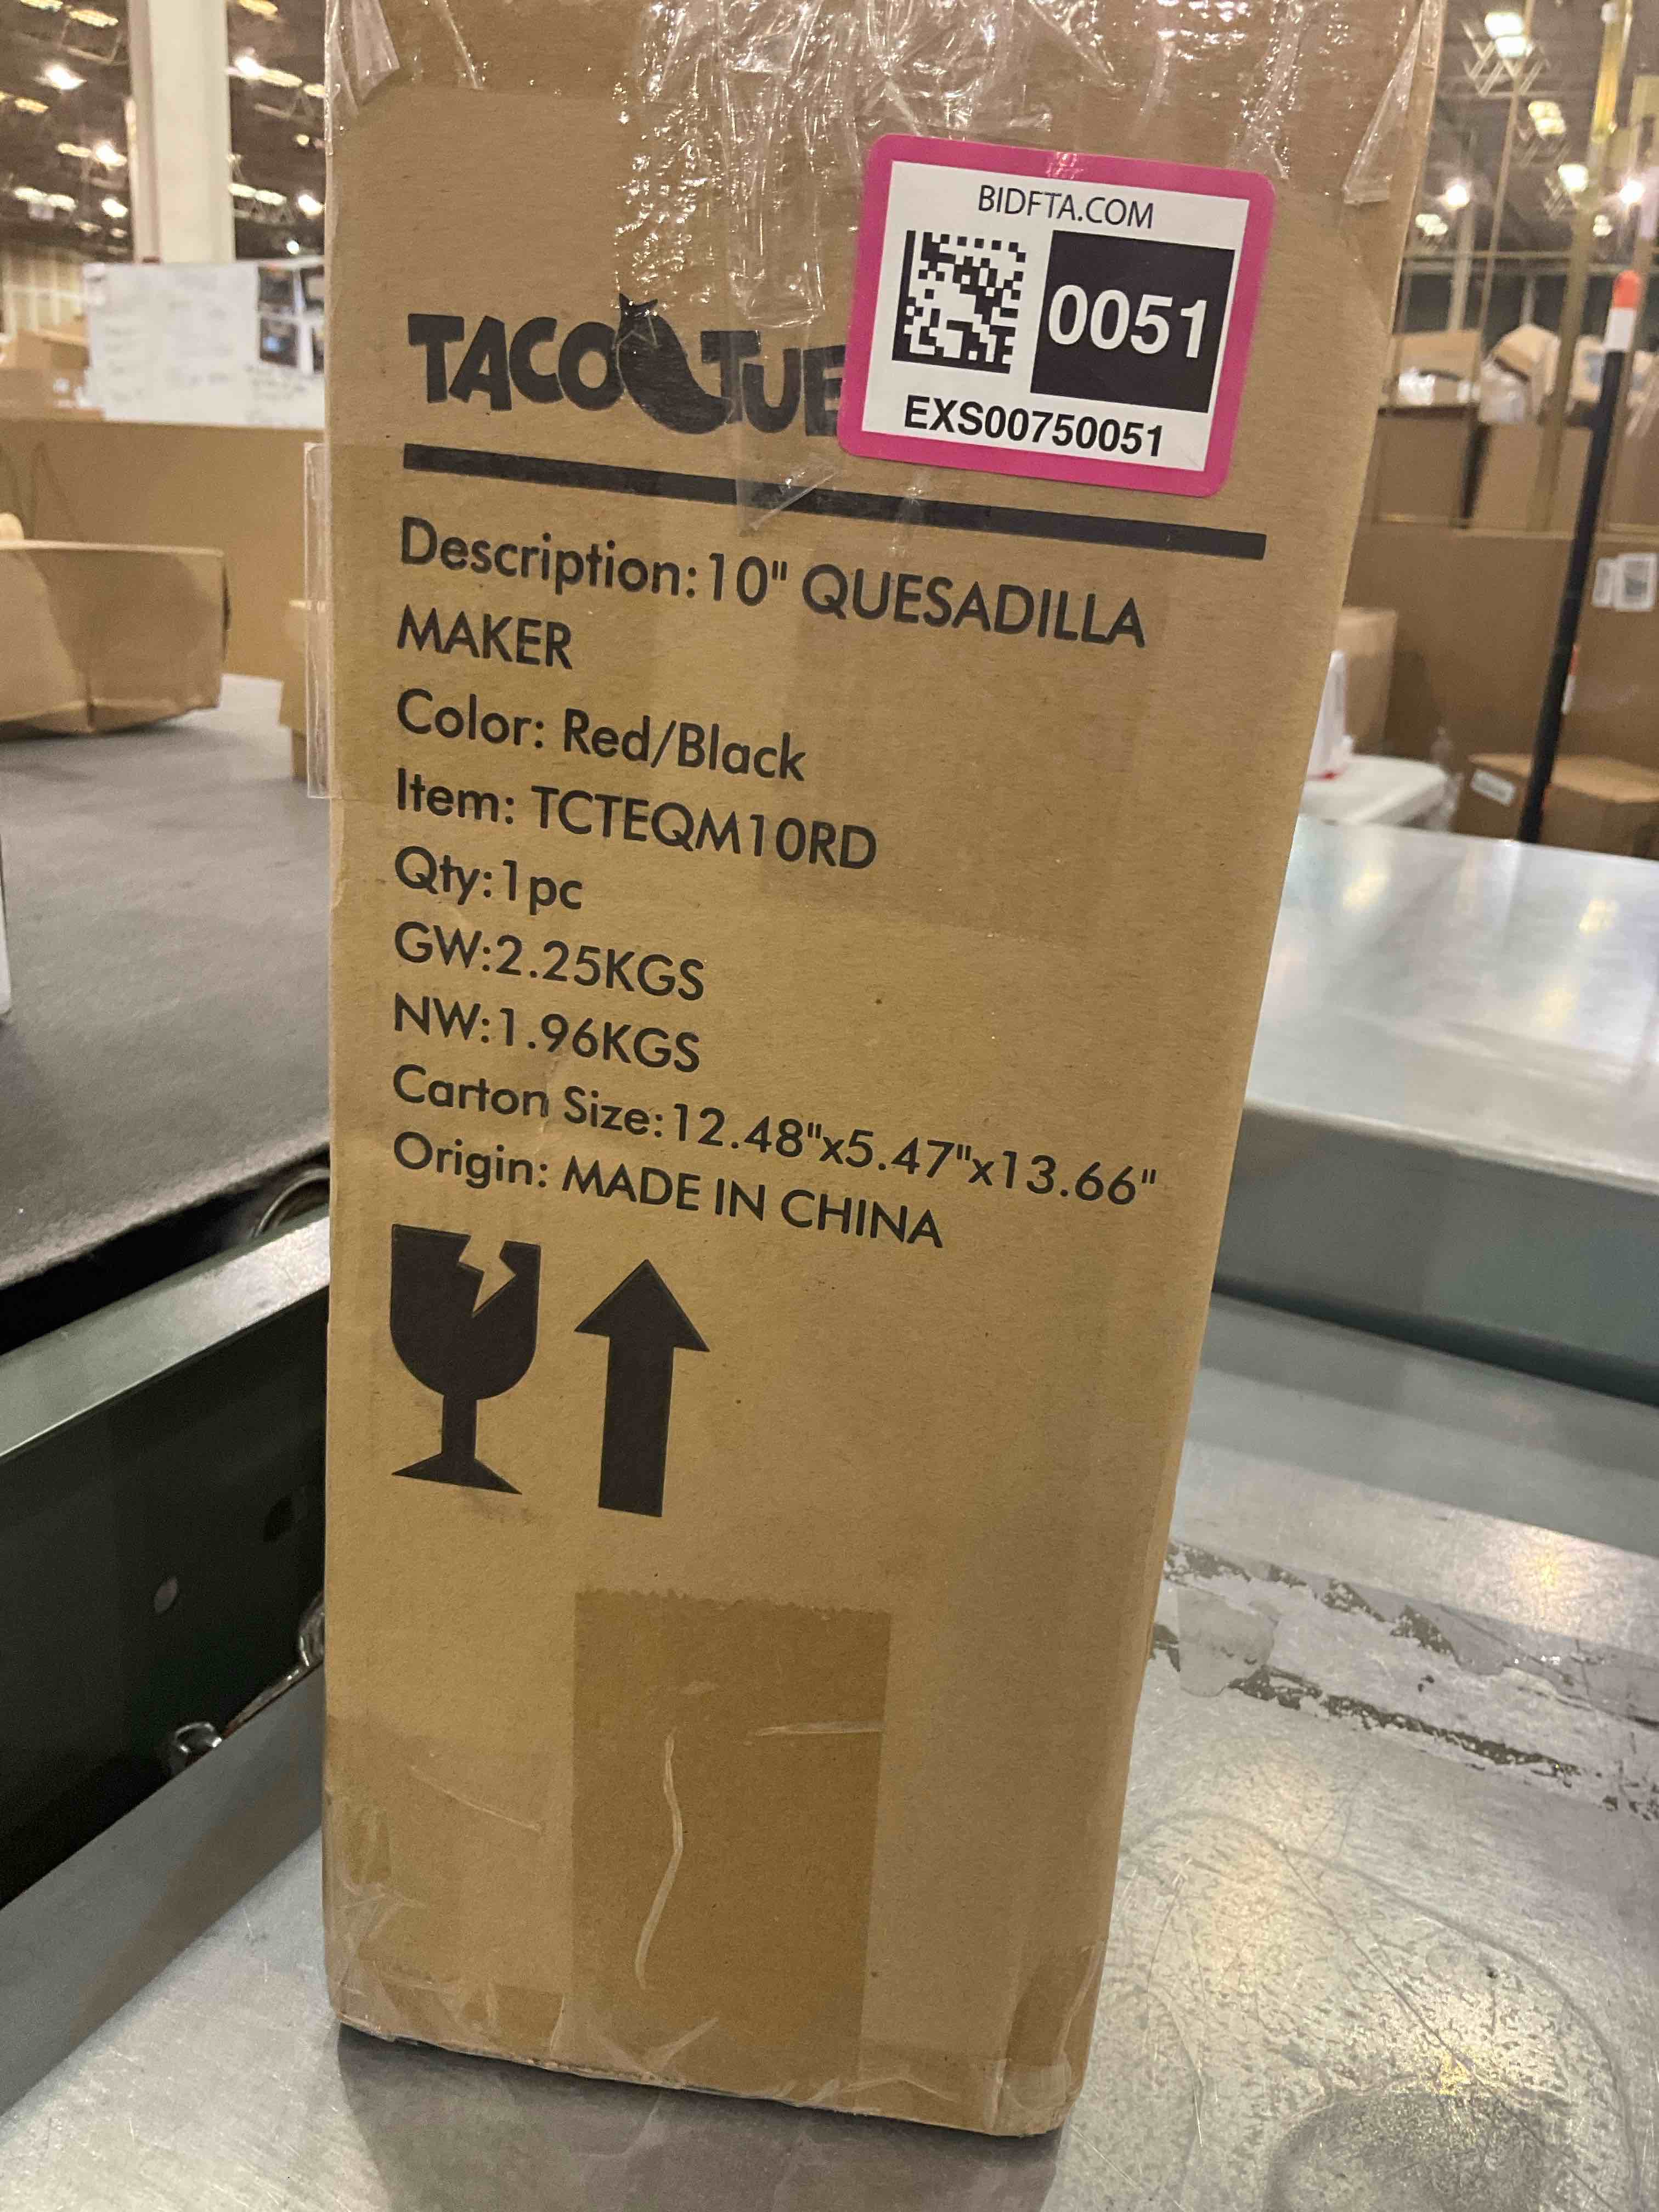 BIDFTA.COM
0051
EXS00750051
TACO TUE
Description:10" QUESADILLA
MAKER
Color: Red/Black
Item: TCTEQM10RD
Qty:1pc
GW:2.25KGS
NW:1.96KGS
Carton Size:12.48"x5.47"x13.66"
Origin: MADE IN CHINA